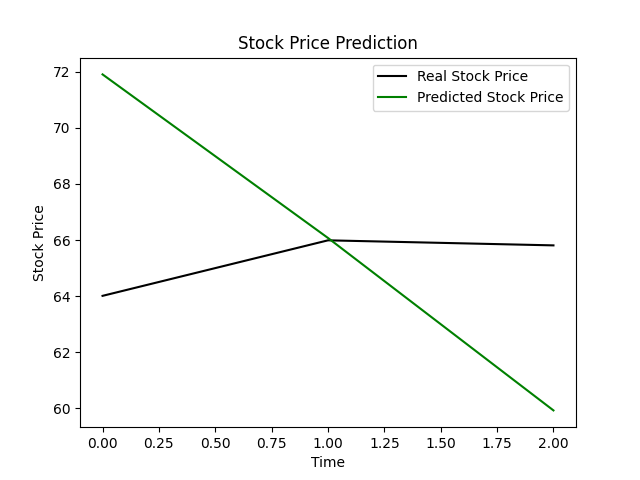 Stock Price Prediction
Real Stock Price
Predicted Stock Price
Stock Price
72
70
68
66
64
62
60
0.00 0.25 0.50 0.75 1.00 1.25 1.50 1.75 2.00
Time